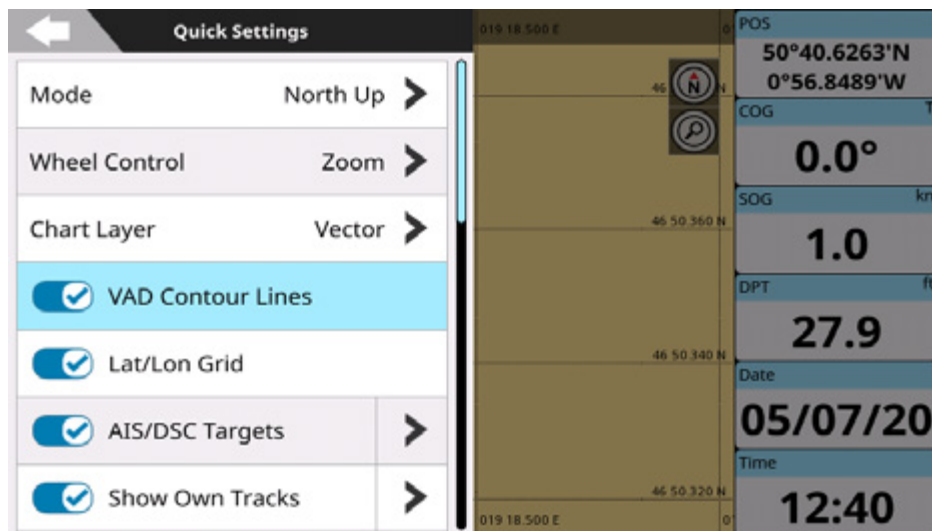 Quick Settings
Mode North Up
Wheel Control Zoom
Chart Layer Vector
VAD Contour Lines
Lat/Lon Grid
AIS/DSC Targets
Show Own Tracks
019 18.500 E
46 N
N
46 50.360 N
46 50.340 N
46 50.320 N
019 18.500 E
POS
50°40.6263'N
0°56.8489'W
COG T
0.0°
SOG kn
1.0
DPT ft
27.9
Date
05/07/20
Time
12:40